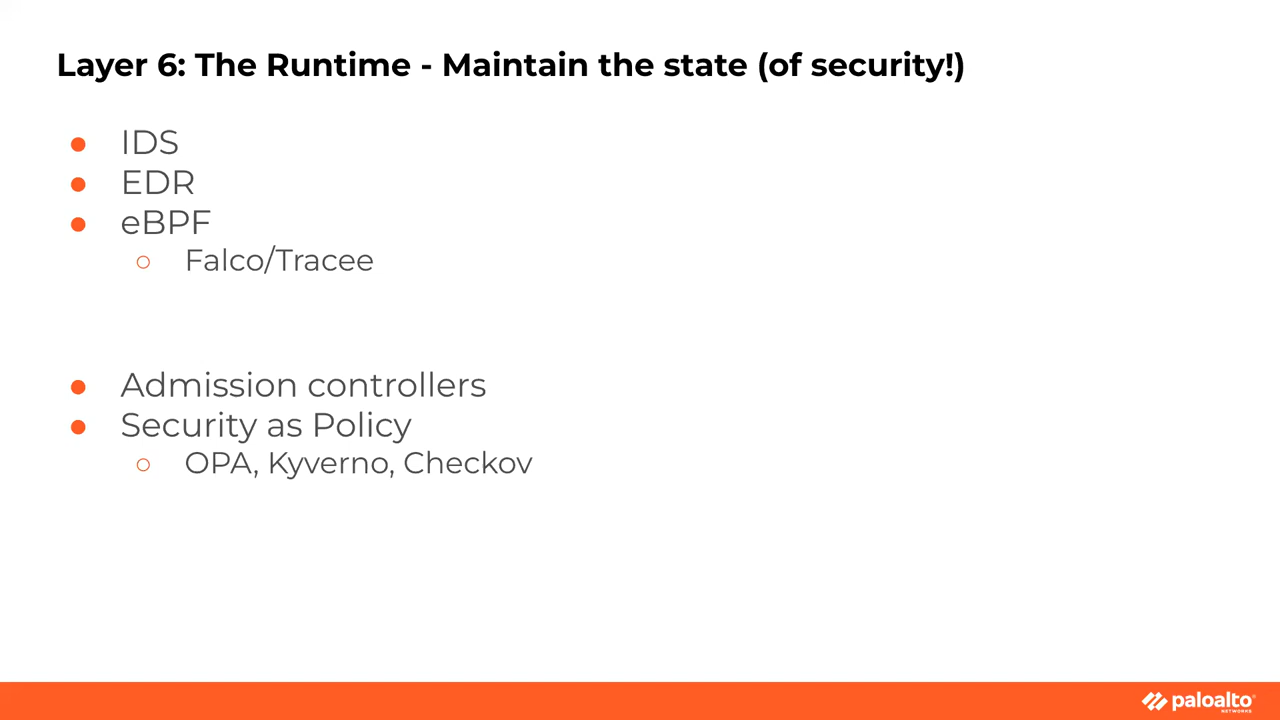 Layer 6: The Runtime - Maintain the state (of security!)
● IDS
● EDR
● eBPF
○ Falco/Tracee
● Admission controllers
● Security as Policy
○ OPA, Kyverno, Checkov
paloalto®
NETWORKS